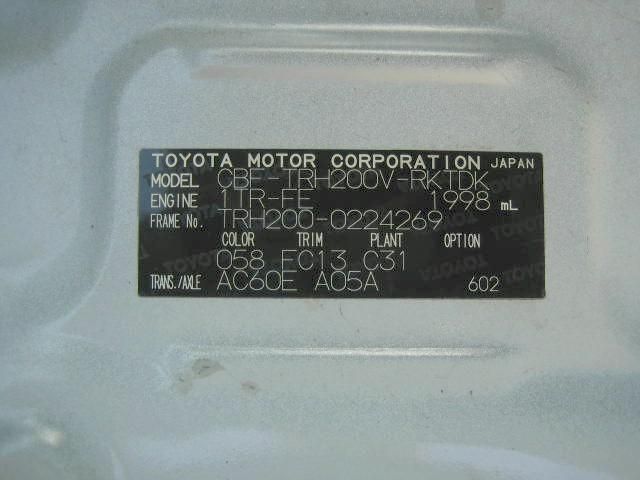 TOYOTA MOTOR CORPORATION JAPAN
MODEL CBF-TRH200V-RKTDK
ENGINE 1TR-FE 1998 mL
FRAME No. TRH200-0224269
COLOR TRIM PLANT OPTION
058 FC13 C31
TRANS./AXLE AC60E A05A 602